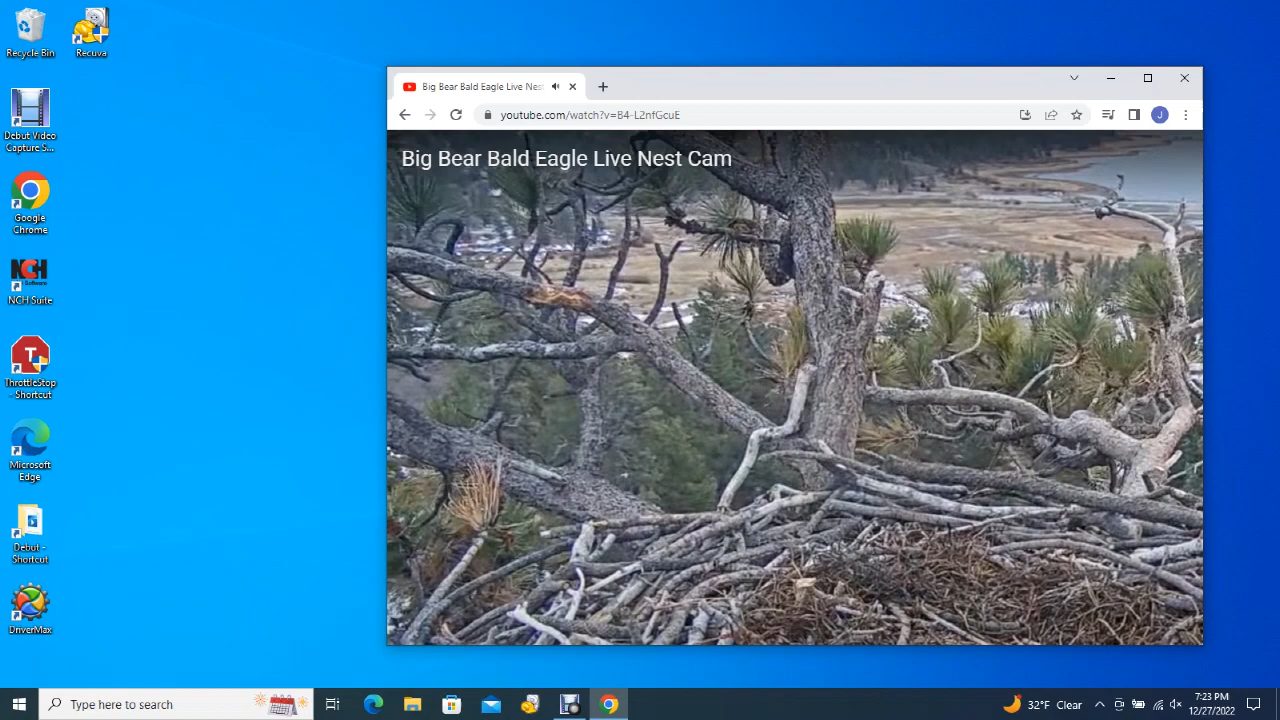 Recycle Bin
Recuva
Debut Video
Capture S...
Google
Chrome
NCH
Software
NCH Suite
T
ThrottleStop
- Shortcut
Microsoft
Edge
Debut -
Shortcut
DriverMax
Big Bear Bald Eagle Live Nes
youtube.com/watch?v=B4-L2nfGcuE
J
Big Bear Bald Eagle Live Nest Cam
Type here to search
32°F Clear
7:23 PM
12/27/2022